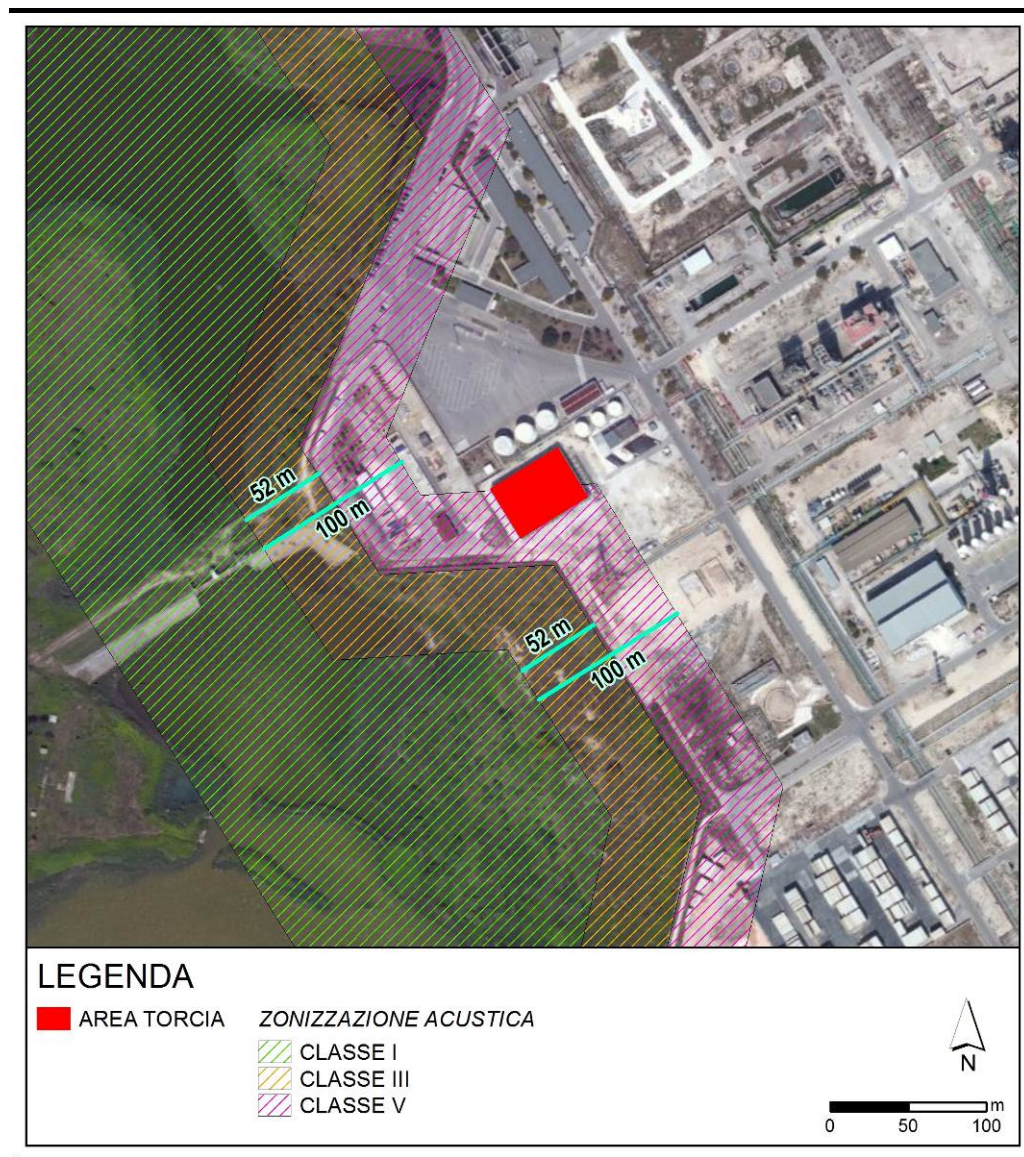 52 m
100 m
52 m
100 m
LEGENDA
AREA TORCIA
ZONIZZAZIONE ACUSTICA
CLASSE I
CLASSE III
CLASSE V
N
m
0 50 100